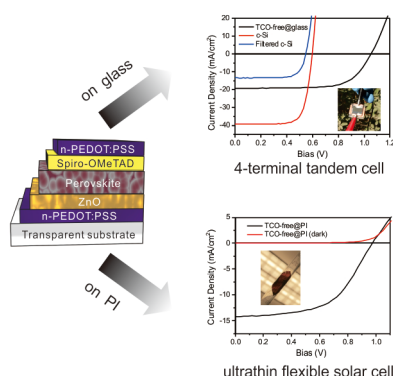 on glass
n-PEDOT:PSS
Spiro-OMeTAD
Perovskite
ZnO
n-PEDOT:PSS
Transparent substrate
on PI
TCO-free@glass
c-Si
Filtered c-Si
Current Density (mA/cm²)
20
10
0
-10
-20
-30
-40
0.0 0.2 0.4 0.6 0.8 1.0 1.2
Bias (V)
4-terminal tandem cell
TCO-free@PI
TCO-free@PI (dark)
Current Density (mA/cm²)
5
0
-5
-10
-15
0.0 0.2 0.4 0.6 0.8 1.0
Bias (V)
ultrathin flexible solar cell